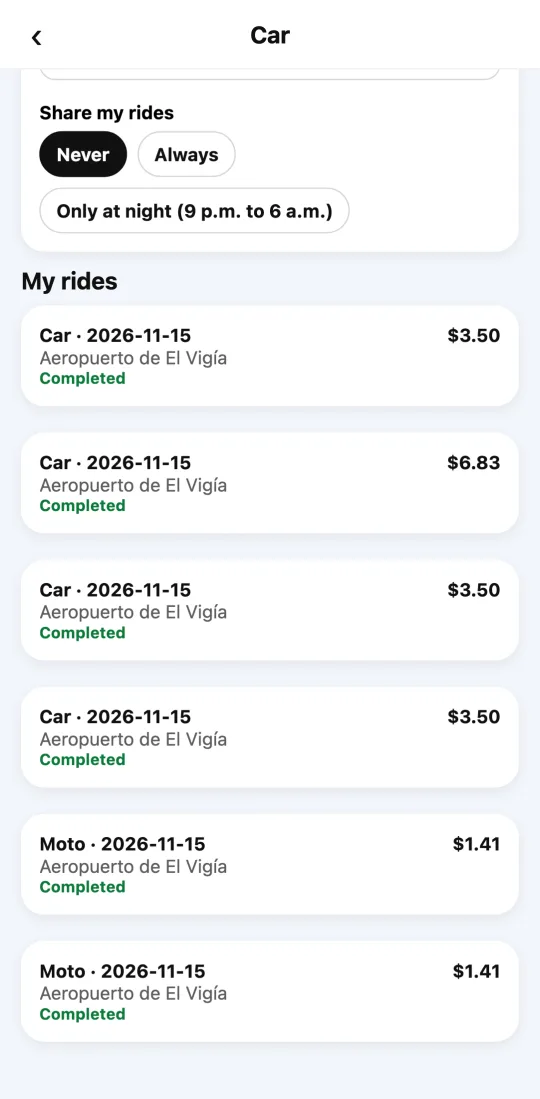 Car
Share my rides
Never
Always
Only at night (9 p.m. to 6 a.m.)
My rides
Car · 2026-11-15 $3.50
Aeropuerto de El Vigía
Completed
Car · 2026-11-15 $6.83
Aeropuerto de El Vigía
Completed
Car · 2026-11-15 $3.50
Aeropuerto de El Vigía
Completed
Car · 2026-11-15 $3.50
Aeropuerto de El Vigía
Completed
Moto · 2026-11-15 $1.41
Aeropuerto de El Vigía
Completed
Moto · 2026-11-15 $1.41
Aeropuerto de El Vigía
Completed